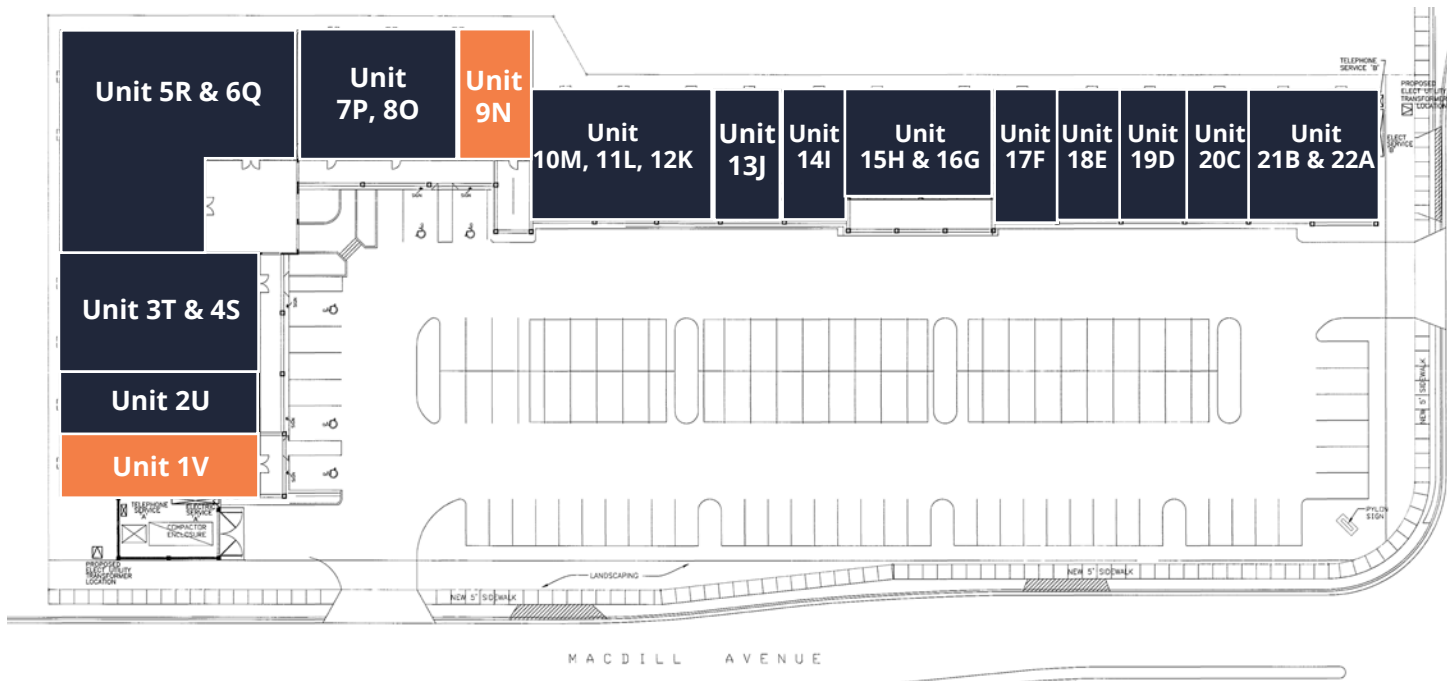 Unit 5R & 6Q
Unit
7P, 8O
Unit
9N
Unit
10M, 11L, 12K
Unit
13J
Unit
14I
Unit
15H & 16G
Unit
17F
Unit
18E
Unit
19D
Unit
20C
Unit
21B & 22A
TELEPHONE
SERVICE "B"
PROPOSED
ELECT UTILITY
TRANSFORMER
LOCATION
ELECT
SERVICE
"B"
SIGN
SIGN
Unit 3T & 4S
Unit 2U
Unit 1V
TELEPHONE
SERVICE
"A"
ELECTRIC
SERVICE
"A"
COMPACTOR
ENCLOSURE
PROPOSED
ELECT UTILITY
TRANSFORMER
LOCATION
LANDSCAPING
NEW 5' SIDEWALK
NEW 5' SIDEWALK
NEW 5' SIDEWALK
PYLON
SIGN
MACDILL AVENUE